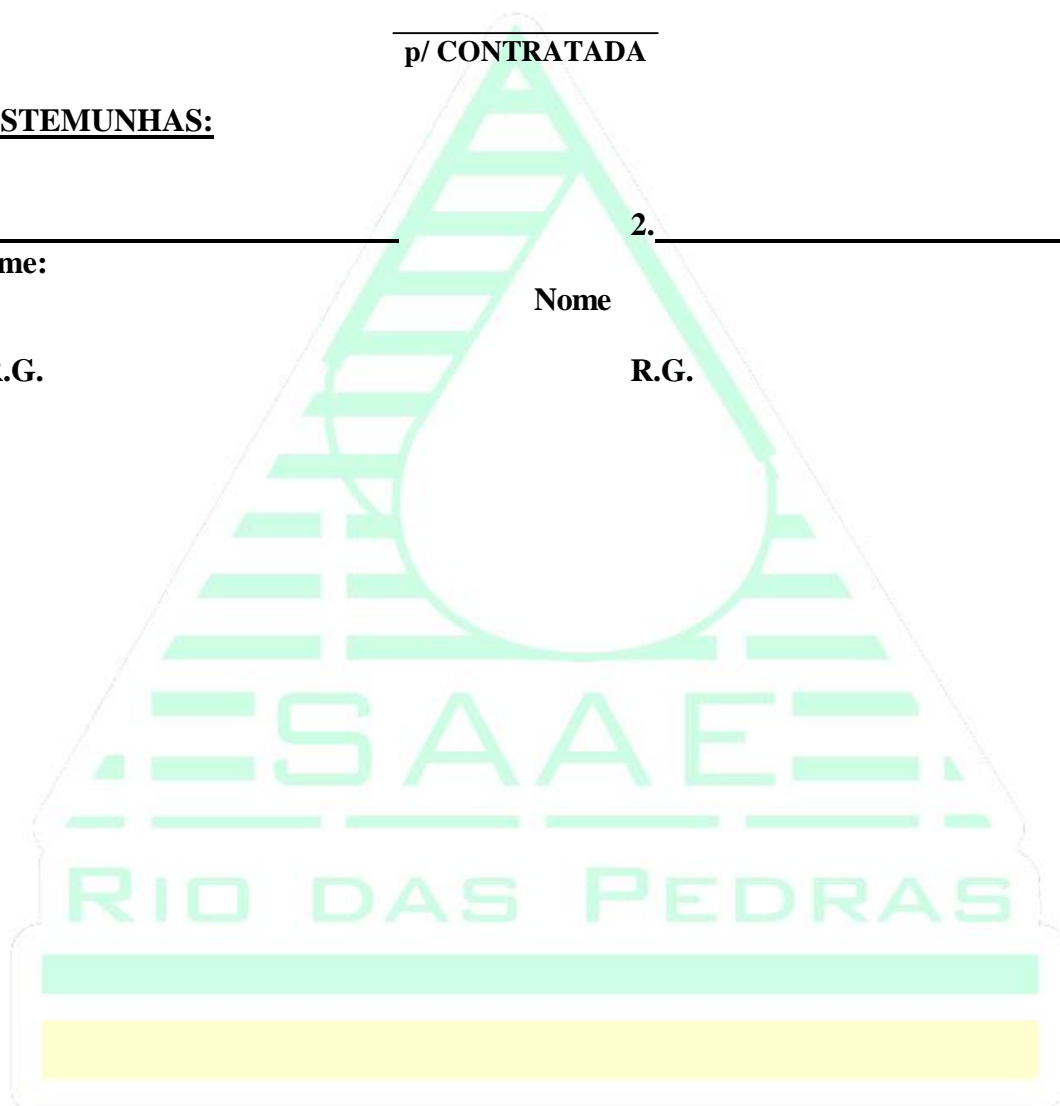 p/ CONTRATADA
STEMUNHAS:
2.
me:
Nome
.G.
R.G.
SAAE
RIO DAS PEDRAS